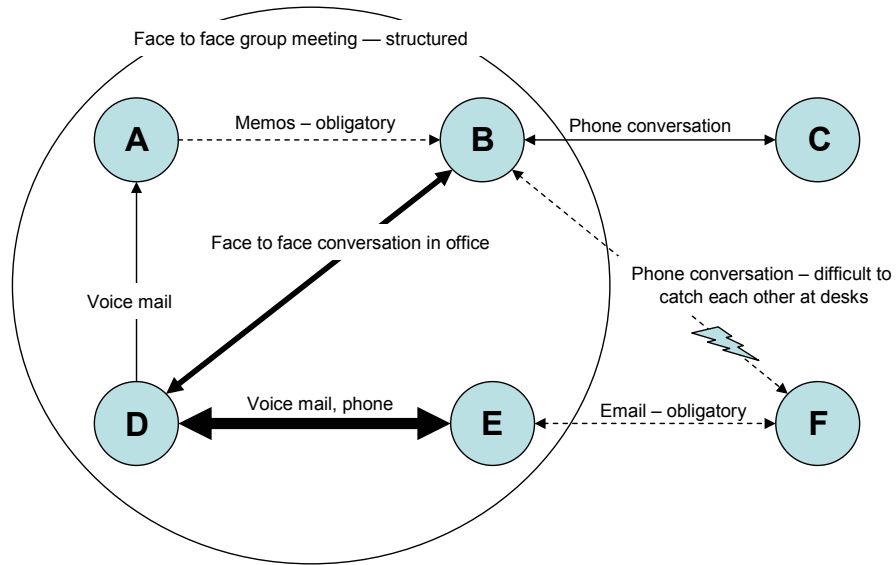 Face to face group meeting — structured
A
Memos – obligatory
B
Phone conversation
C
Face to face conversation in office
Phone conversation – difficult to
catch each other at desks
Voice mail
D
Voice mail, phone
E
Email – obligatory
F